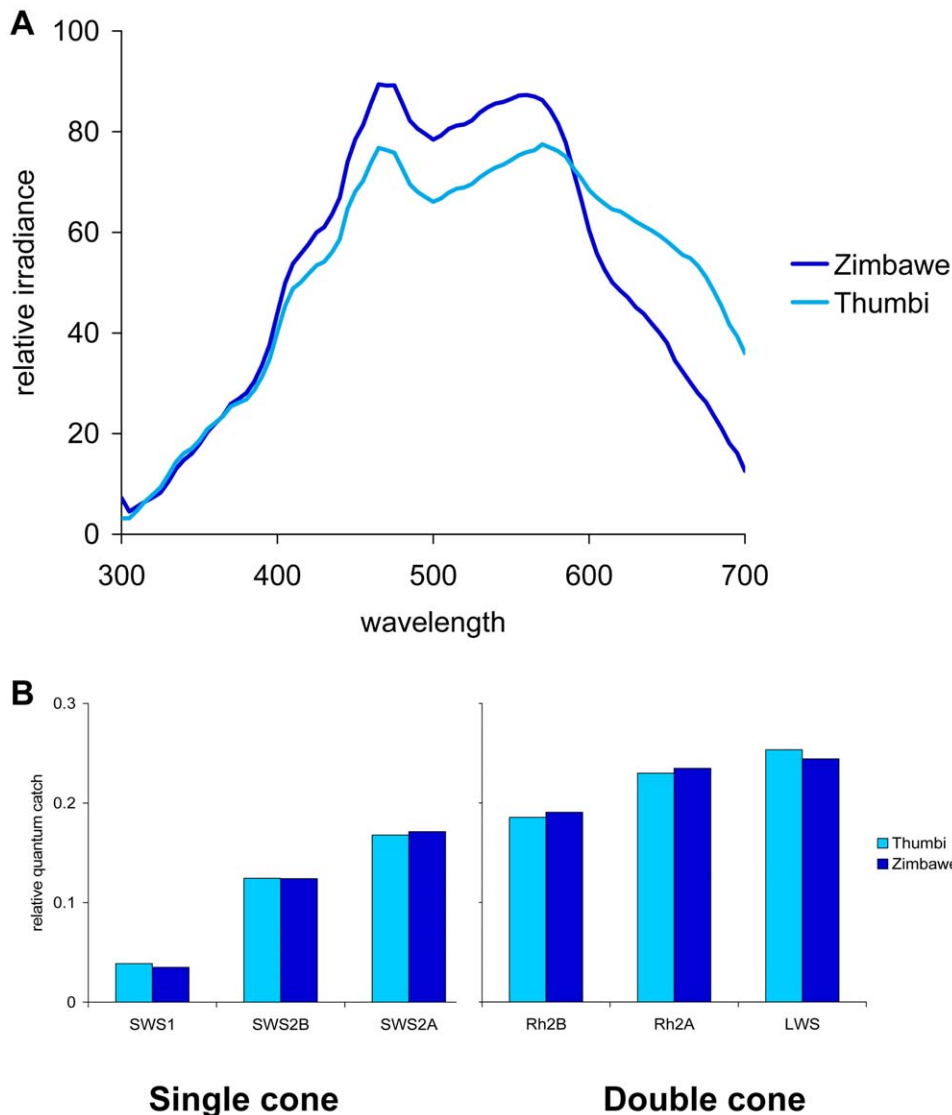 A
100
80
60
40
20
0
relative irradiance
300 400 500 600 700
wavelength
Zimbawe
Thumbi
B
0.3
0.2
0.1
0
relative quantum catch
SWS1 SWS2B SWS2A Rh2B Rh2A LWS
Thumbi
Zimbawe
Single cone Double cone